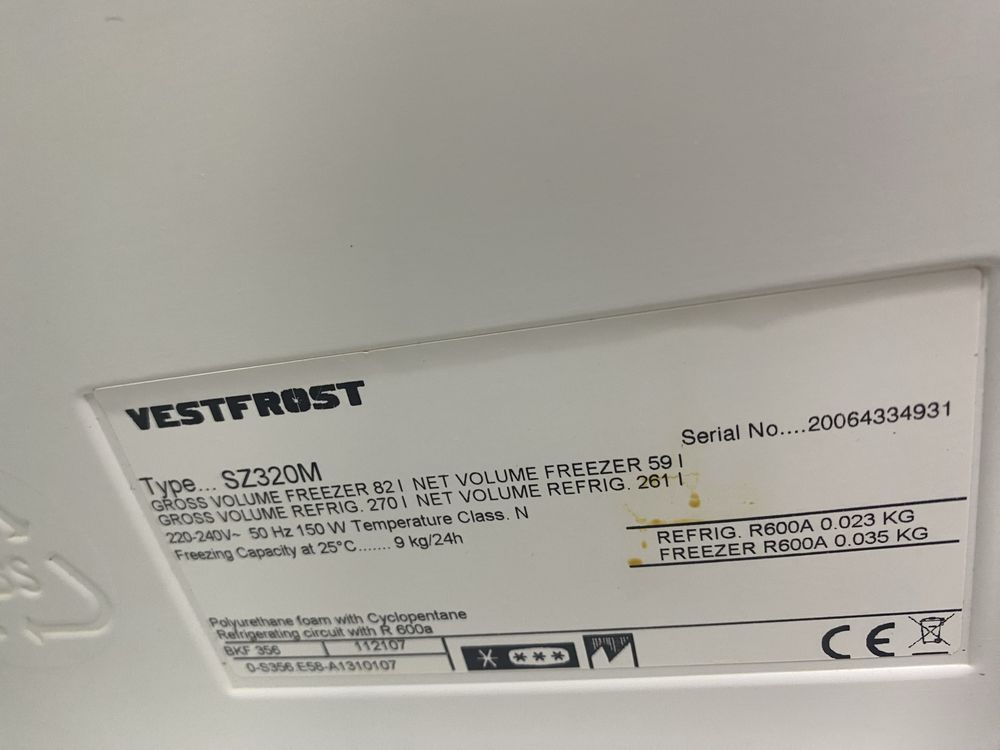 VESTFROST
Serial No....20064334931
Type... SZ320M
GROSS VOLUME FREEZER 82 l NET VOLUME FREEZER 59 l
GROSS VOLUME REFRIG. 270 l NET VOLUME REFRIG. 261 l
220-240V~ 50 Hz 150 W Temperature Class. N
Freezing Capacity at 25°C....... 9 kg/24h
REFRIG. R600A 0.023 KG
FREEZER R600A 0.035 KG
Polyurethane foam with Cyclopentane
Refrigerating circuit with R 600a
BKF 356 112107
0-S356.E58-A1310107
CE